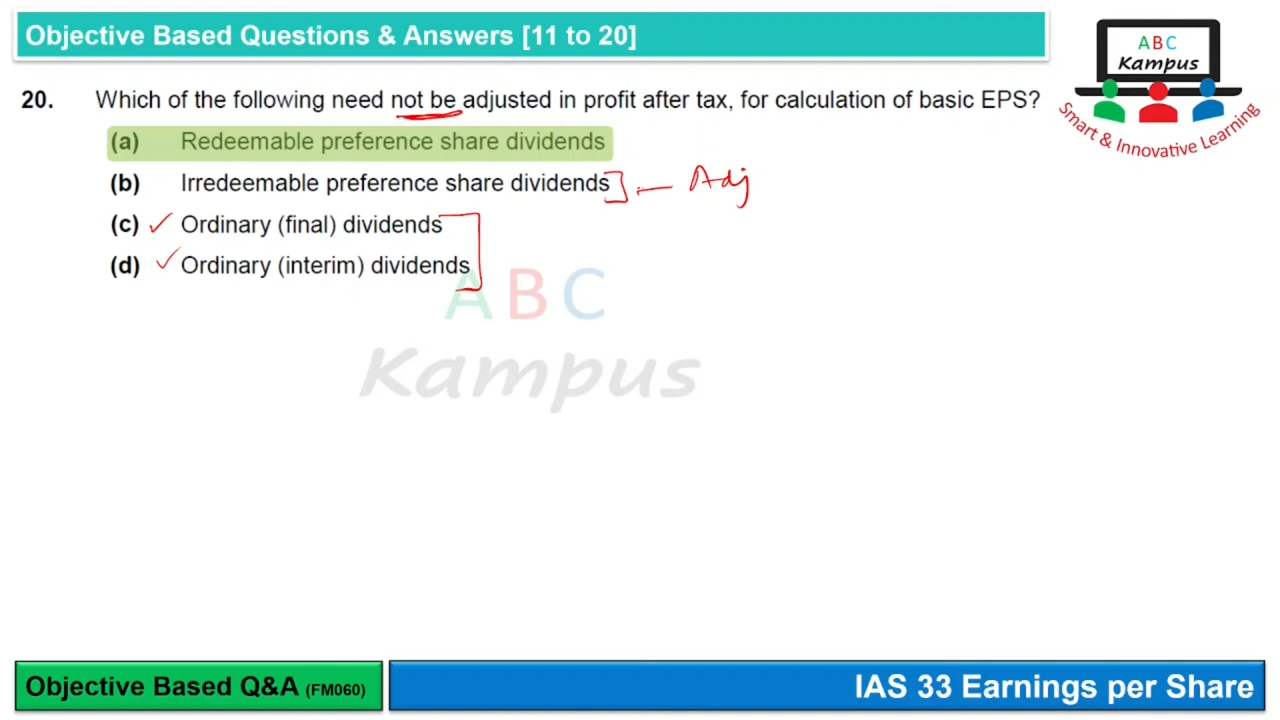 Objective Based Questions & Answers [11 to 20]
ABC
Kampus
Smart & Innovative Learning
20. Which of the following need not be adjusted in profit after tax, for calculation of basic EPS?
(a) Redeemable preference share dividends
(b) Irredeemable preference share dividends Adj
(c) Ordinary (final) dividends
(d) Ordinary (interim) dividends
ABC
Kampus
Objective Based Q&A (FM060)
IAS 33 Earnings per Share